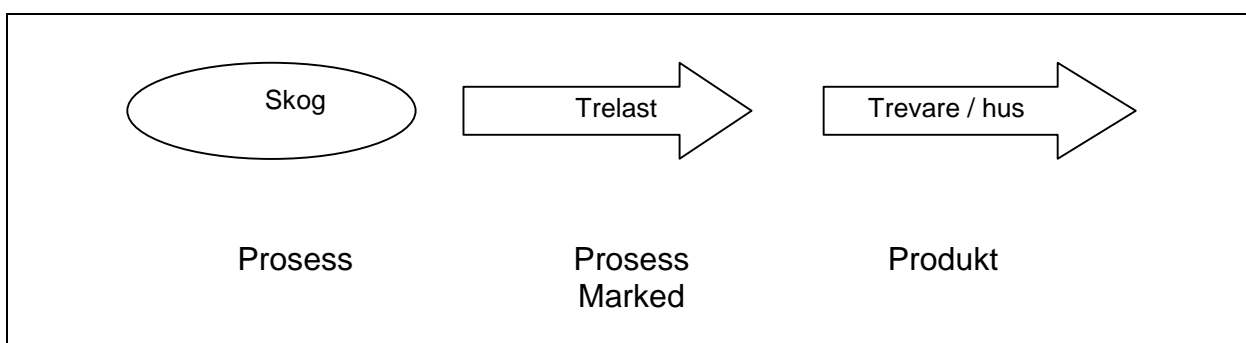 Skog
Trelast
Trevare / hus
Prosess
Prosess
Marked
Produkt